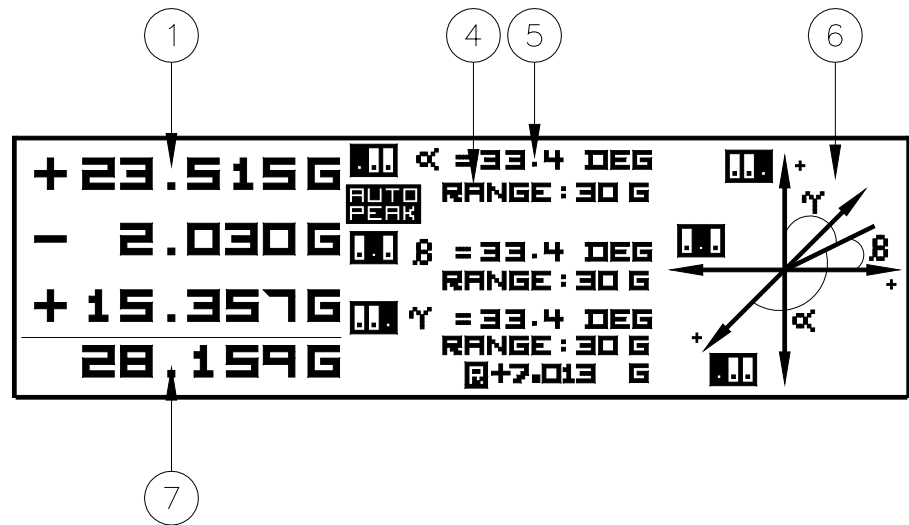 1 4 5 6
+23.515G
α =33.4 DEG
RANGE:30 G
AUTO
PEAK
- 2.030G
β =33.4 DEG
RANGE:30 G
+15.357G
γ =33.4 DEG
RANGE:30 G
28.159G
R+7.013 G
+
γ
β
+
+
α
7